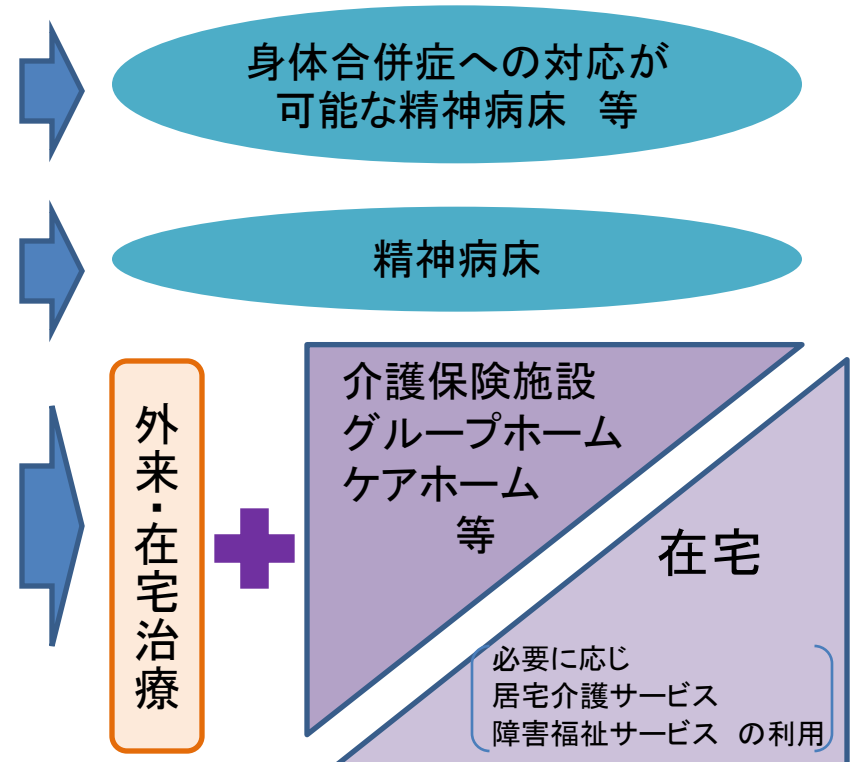 身体合併症への対応が
可能な精神病床　等
精神病床
外来・在宅治療
介護保険施設
グループホーム
ケアホーム
等
在宅
必要に応じ
居宅介護サービス
障害福祉サービス　の利用